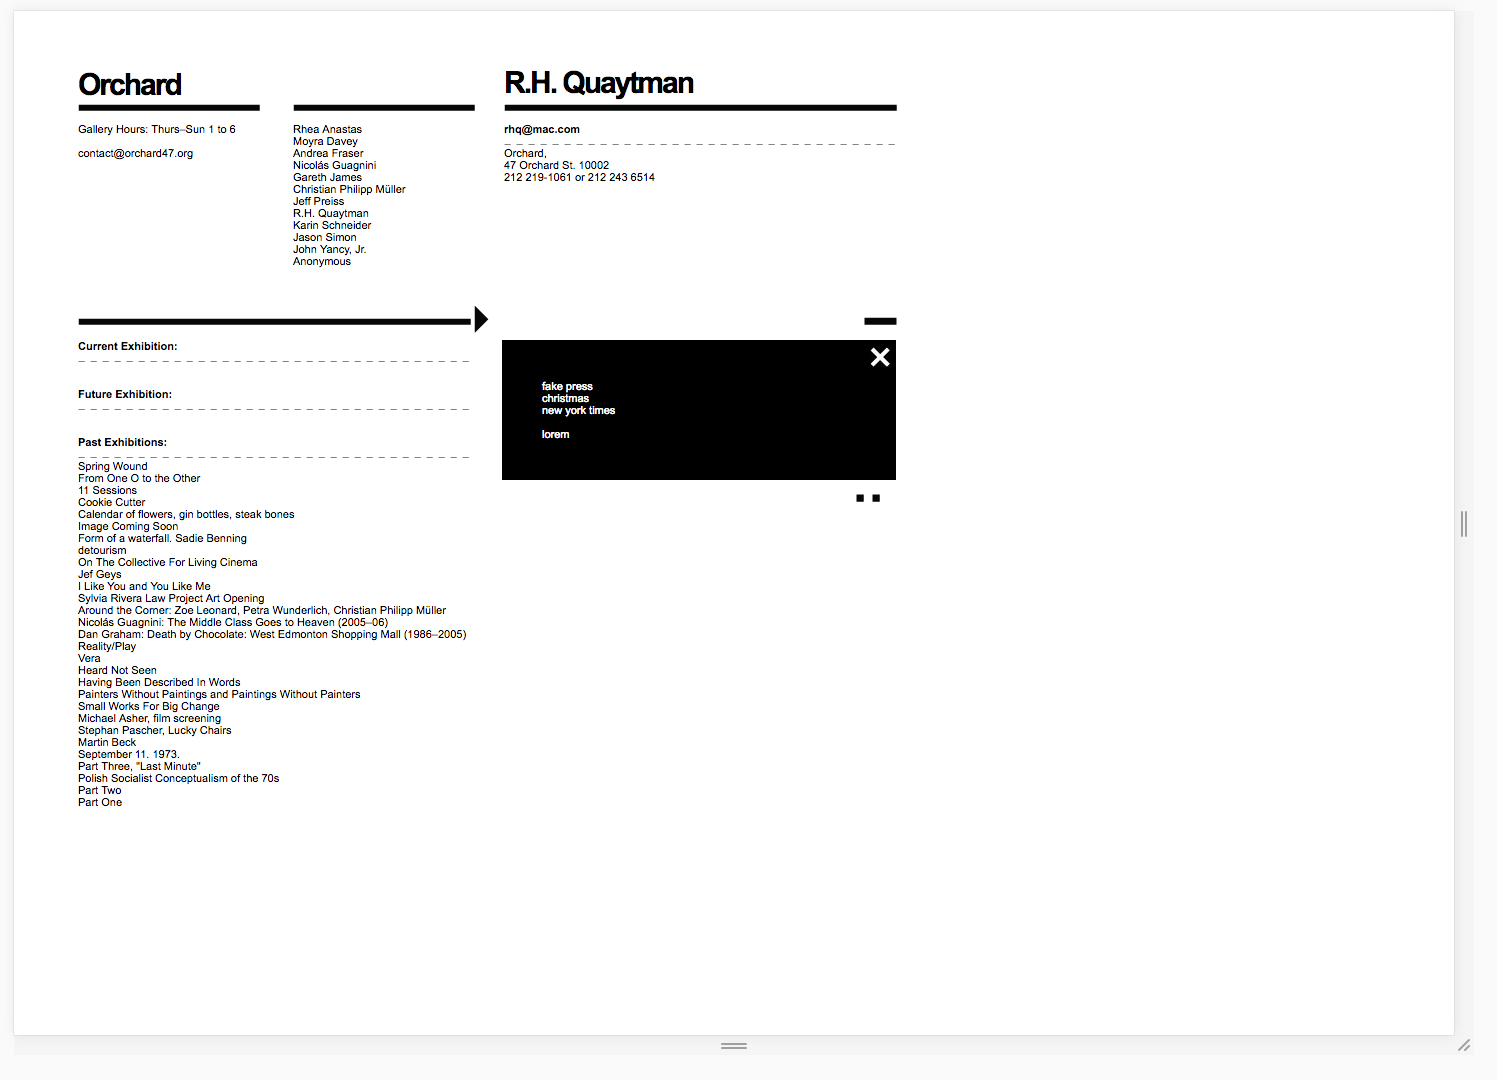 Orchard
Gallery Hours: Thurs–Sun 1 to 6
contact@orchard47.org
Rhea Anastas
Moyra Davey
Andrea Fraser
Nicolás Guagnini
Gareth James
Christian Philipp Müller
Jeff Preiss
R.H. Quaytman
Karin Schneider
Jason Simon
John Yancy, Jr.
Anonymous
R.H. Quaytman
rhq@mac.com
Orchard,
47 Orchard St. 10002
212 219-1061 or 212 243 6514
Current Exhibition:
Future Exhibition:
Past Exhibitions:
Spring Wound
From One O to the Other
11 Sessions
Cookie Cutter
Calendar of flowers, gin bottles, steak bones
Image Coming Soon
Form of a waterfall. Sadie Benning
detourism
On The Collective For Living Cinema
Jef Geys
I Like You and You Like Me
Sylvia Rivera Law Project Art Opening
Around the Corner: Zoe Leonard, Petra Wunderlich, Christian Philipp Müller
Nicolás Guagnini: The Middle Class Goes to Heaven (2005–06)
Dan Graham: Death by Chocolate: West Edmonton Shopping Mall (1986–2005)
Reality/Play
Vera
Heard Not Seen
Having Been Described In Words
Painters Without Paintings and Paintings Without Painters
Small Works For Big Change
Michael Asher, film screening
Stephan Pascher, Lucky Chairs
Martin Beck
September 11. 1973.
Part Three, "Last Minute"
Polish Socialist Conceptualism of the 70s
Part Two
Part One
fake press
christmas
new york times
lorem